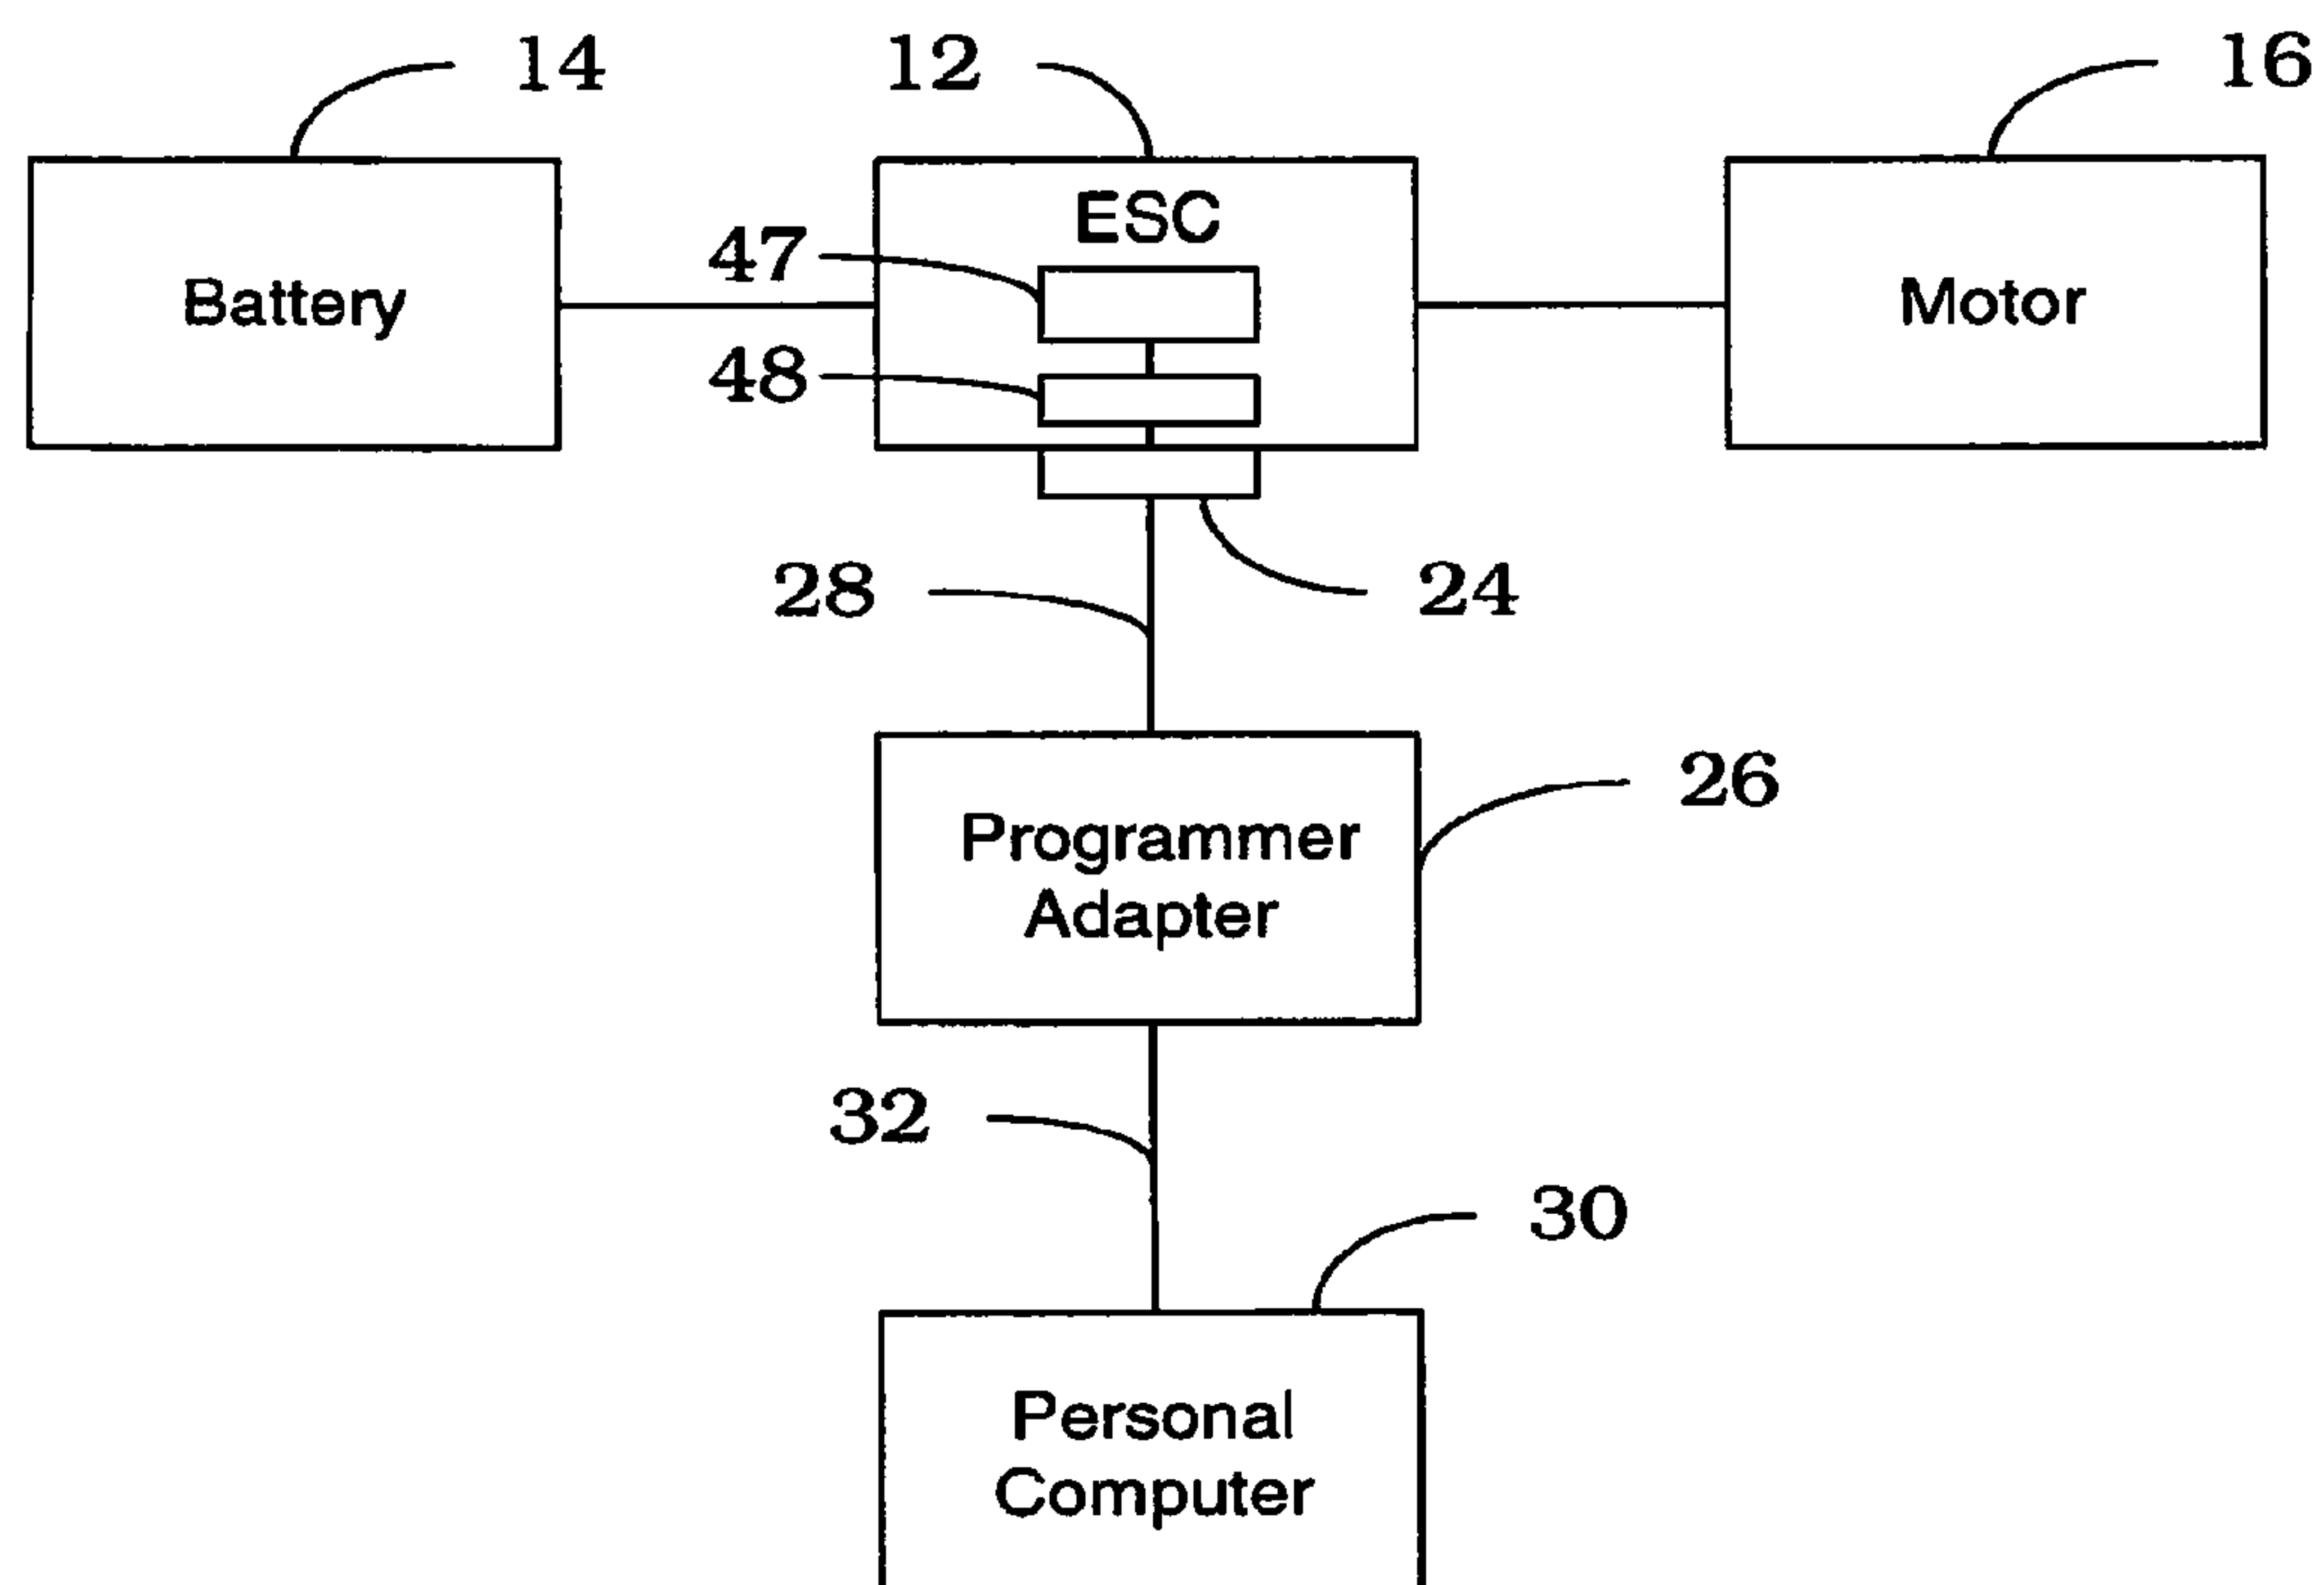 14
12
16
ESC
47
Battery
Motor
48
28
24
26
Programmer
Adapter
32
30
Personal
Computer